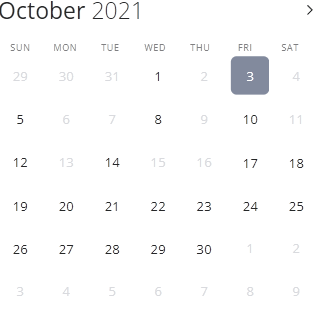 October 2021 >
SUN MON TUE WED THU FRI SAT
29 30 31 1 2 3 4
5 6 7 8 9 10 11
12 13 14 15 16 17 18
19 20 21 22 23 24 25
26 27 28 29 30 1 2
3 4 5 6 7 8 9